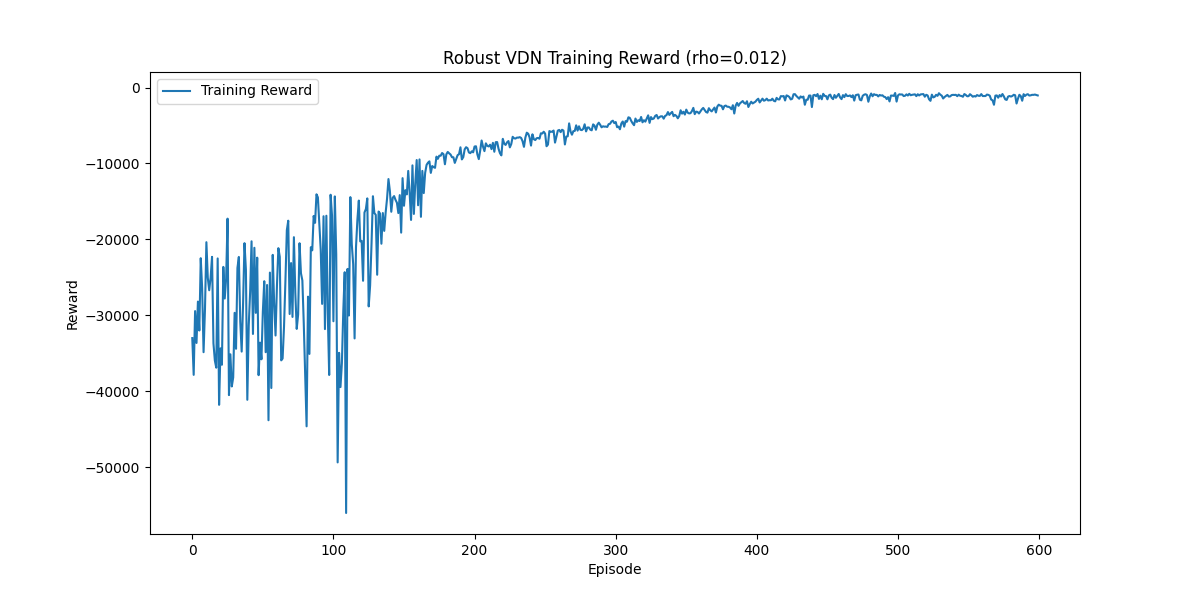 Robust VDN Training Reward (rho=0.012)
Training Reward
Reward
0
−10000
−20000
−30000
−40000
−50000
0 100 200 300 400 500 600
Episode